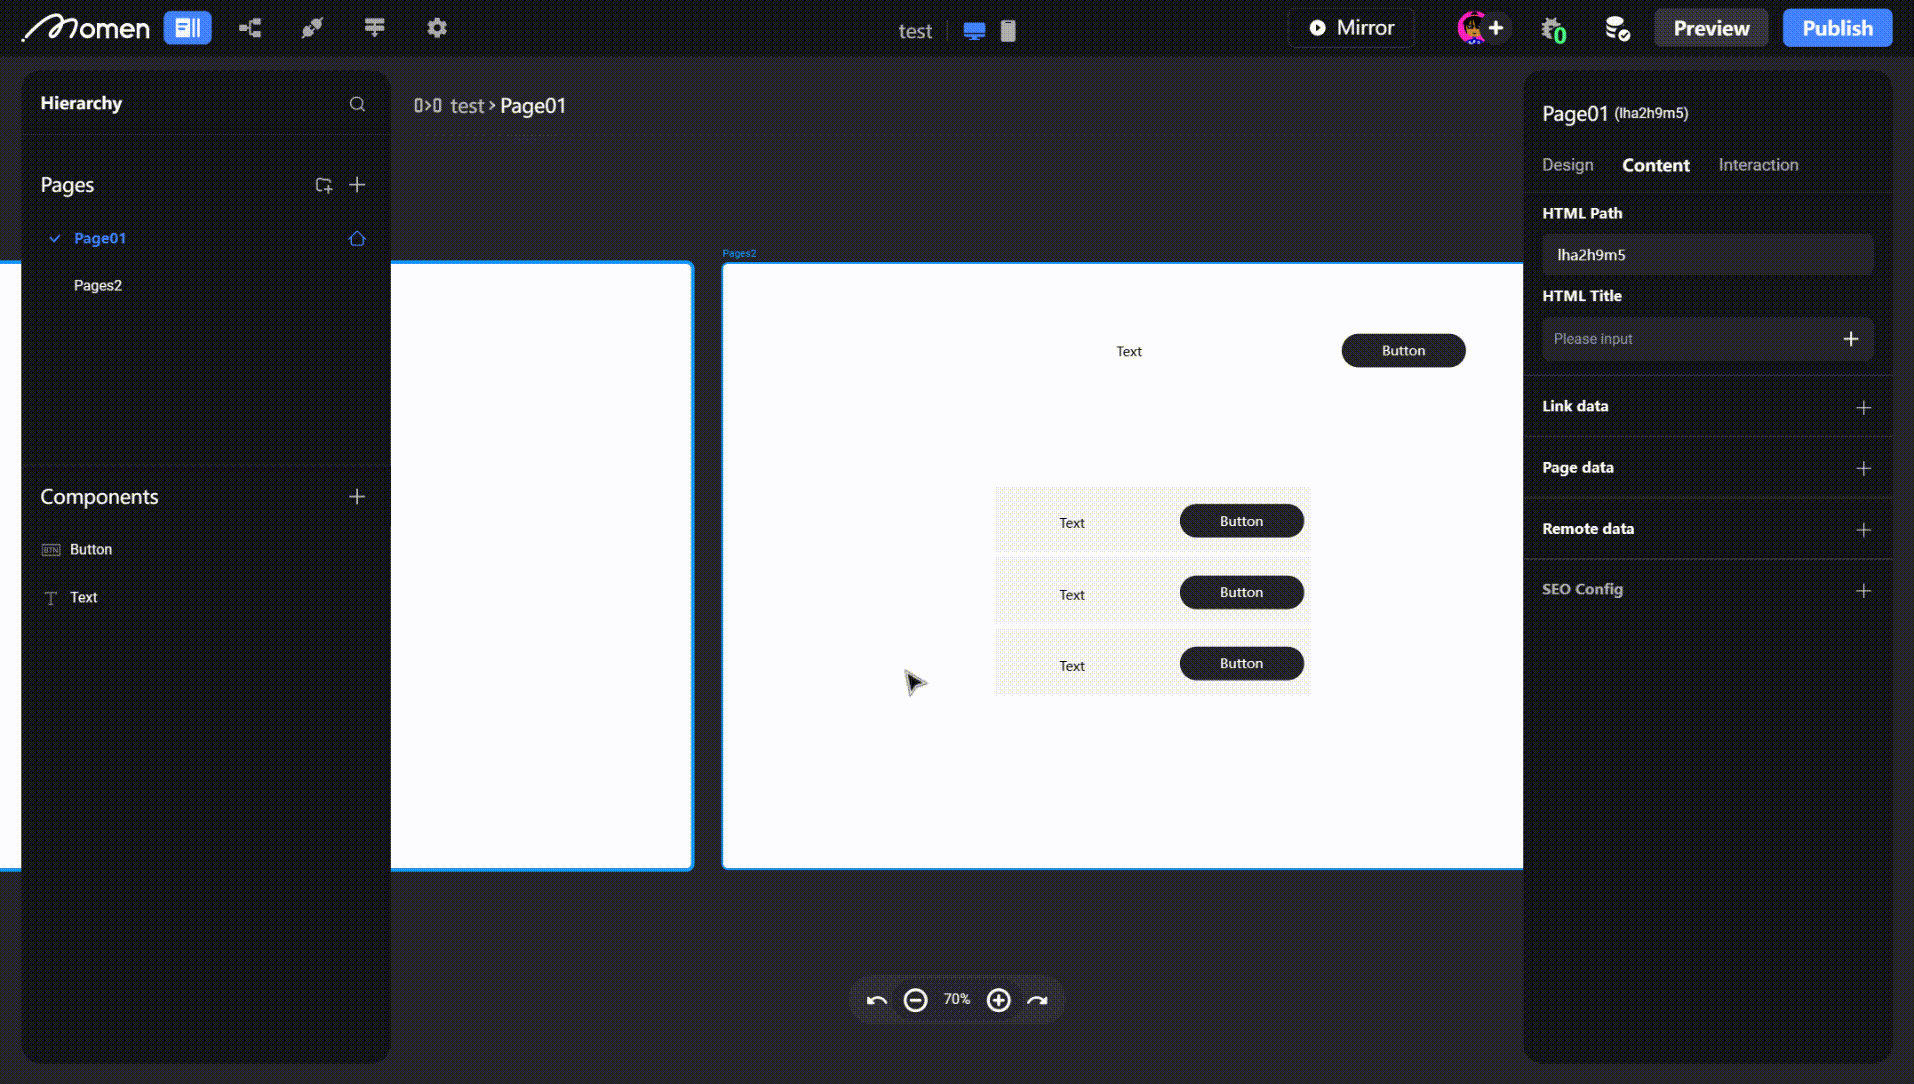 Momen
test
Mirror
0
Preview
Publish
Hierarchy
test > Page01
Pages
Page01
Pages2
Components
BTN Button
Text
Pages2
Text
Button
Text
Button
Text
Button
Text
Button
70%
Page01 (lha2h9m5)
Design
Content
Interaction
HTML Path
lha2h9m5
HTML Title
Please input
Link data
Page data
Remote data
SEO Config